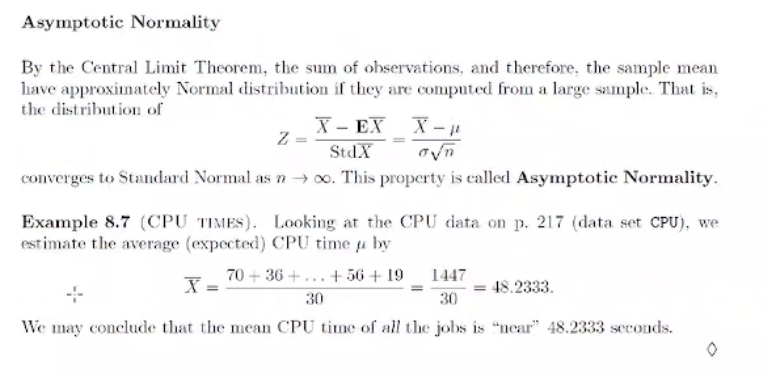 Asymptotic Normality
By the Central Limit Theorem, the sum of observations, and therefore, the sample mean
have approximately Normal distribution if they are computed from a large sample. That is,
the distribution of
Z = (X̄ − EX̄) / StdX̄ = (X̄ − μ) / σ√n
converges to Standard Normal as n → ∞. This property is called Asymptotic Normality.
Example 8.7 (CPU TIMES). Looking at the CPU data on p. 217 (data set CPU), we
estimate the average (expected) CPU time μ by
X̄ = (70 + 36 + ... + 56 + 19) / 30 = 1447 / 30 = 48.2333.
We may conclude that the mean CPU time of all the jobs is “near” 48.2333 seconds.
◊